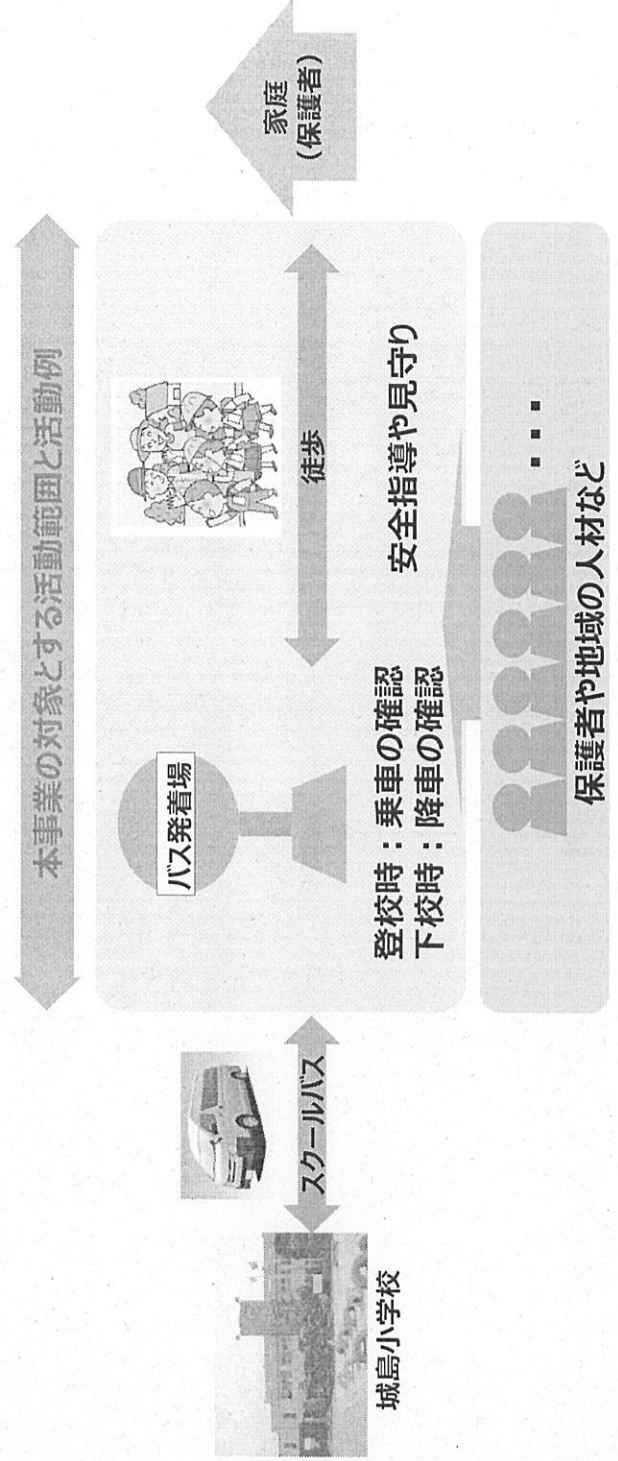 本事業の対象とする活動範囲と活動例
城島小学校
スクールバス
バス発着場
徒歩
家庭
(保護者)
登校時：乗車の確認
下校時：降車の確認
安全指導や見守り
保護者や地域の人材など
・・・